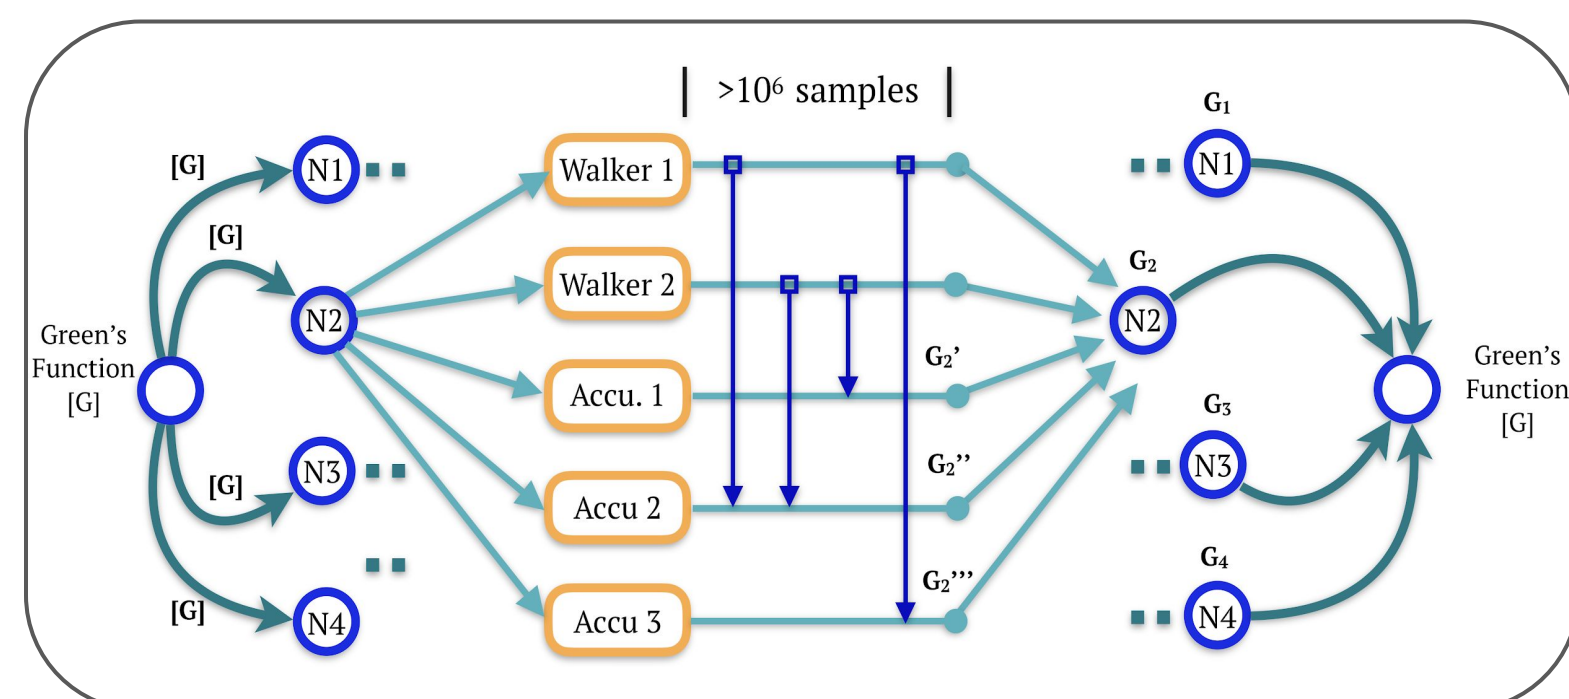 >10⁶ samples
G₁
[G]
N1
Walker 1
N1
[G]
G₂
Walker 2
N2
N2
Green’s
Function
[G]
G₂’
Accu. 1
Green’s
Function
[G]
G₃
[G]
N3
G₂’’
N3
Accu 2
G₂’’’
G₄
[G]
N4
Accu 3
N4